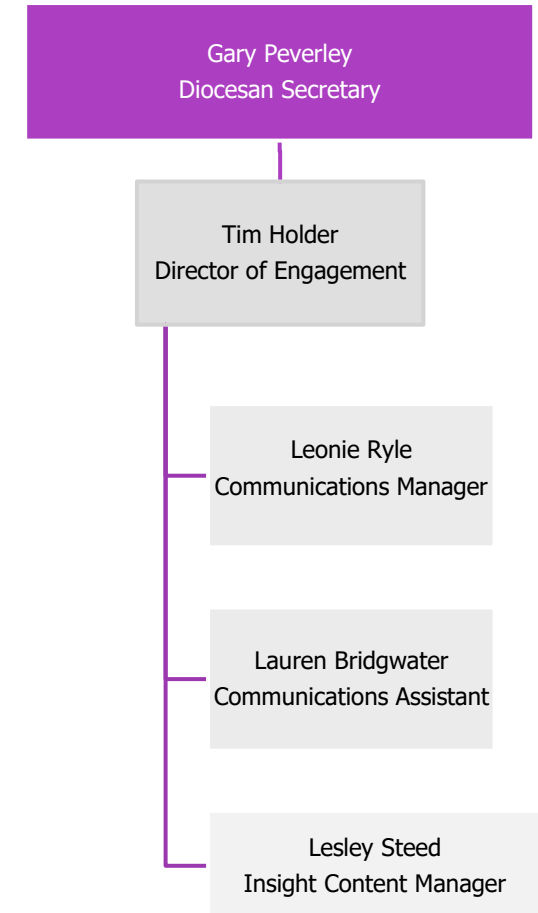 Gary Peverley
Diocesan Secretary
Tim Holder
Director of Engagement
Leonie Ryle
Communications Manager
Lauren Bridgwater
Communications Assistant
Lesley Steed
Insight Content Manager